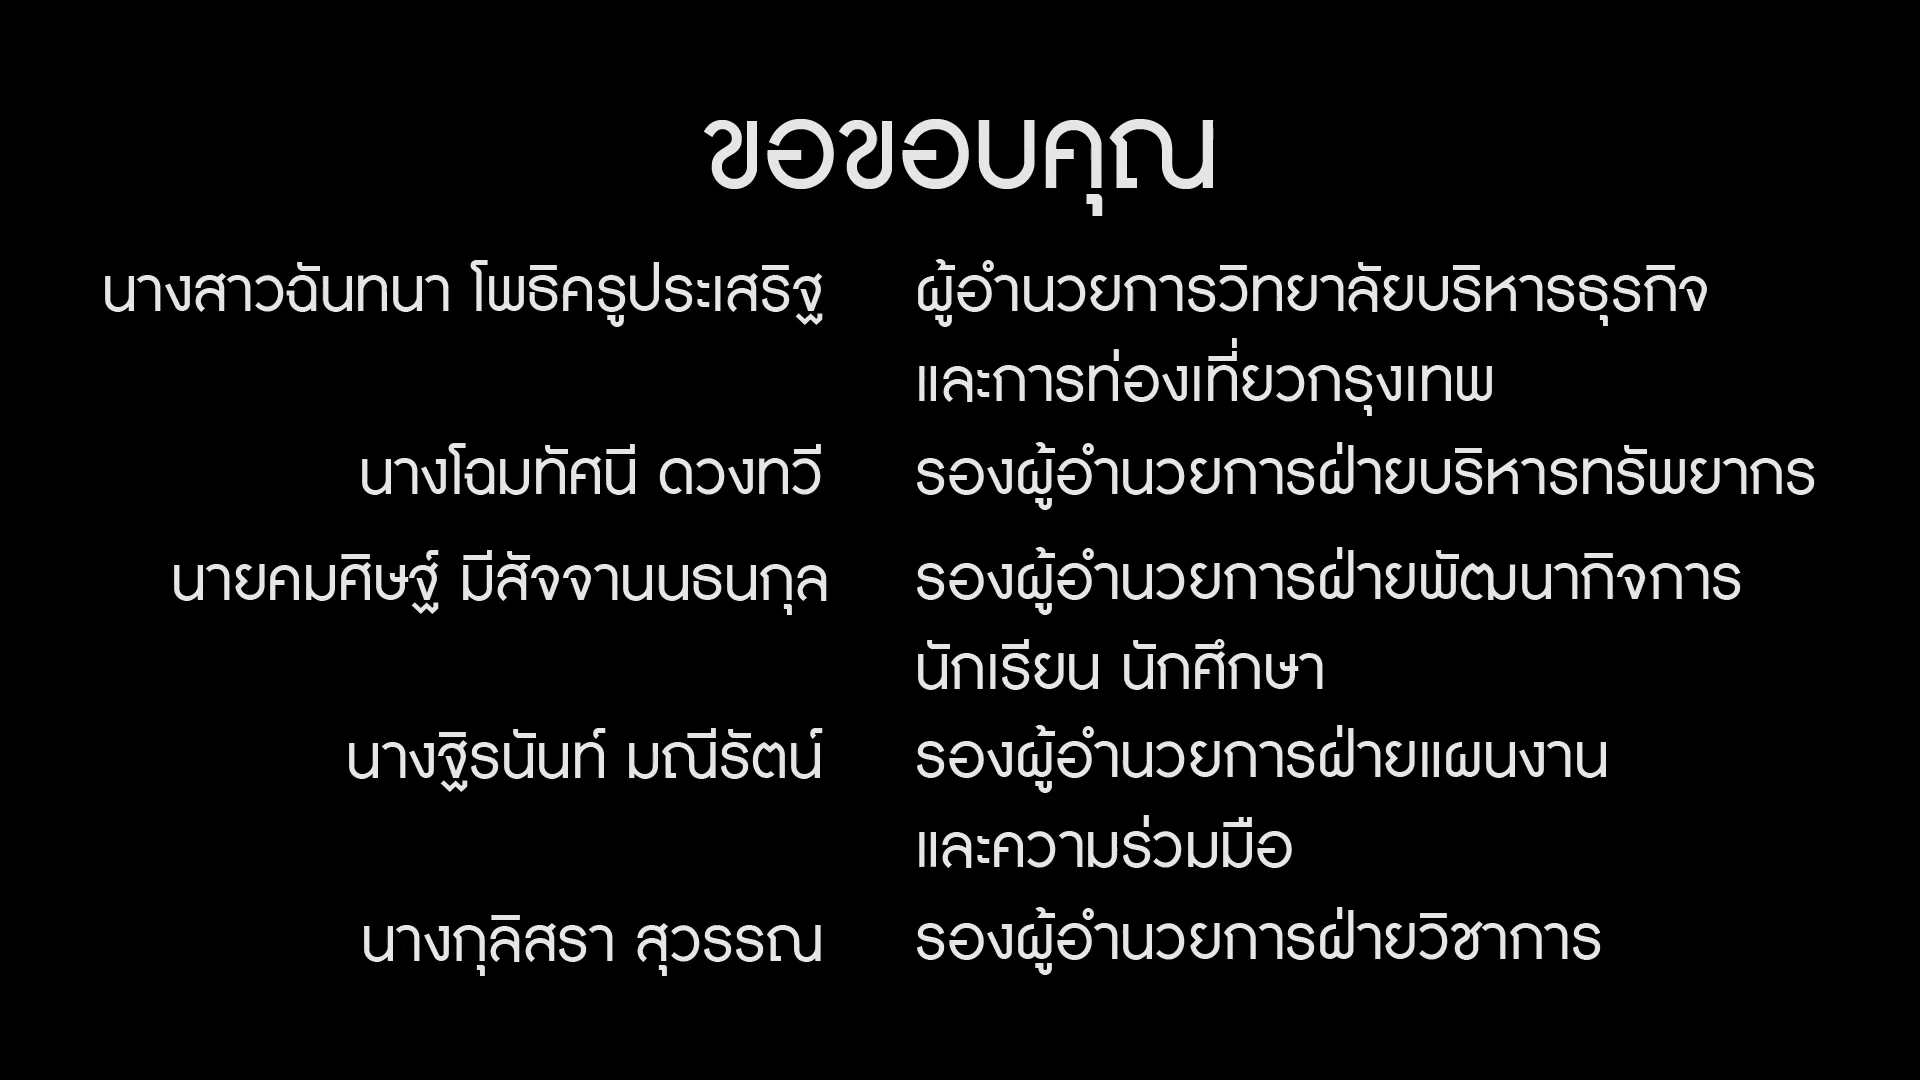 ขอขอบคุณ
นางสาวฉันทนา โพธิครูประเสริฐ ผู้อำนวยการวิทยาลัยบริหารธุรกิจ
และการท่องเที่ยวกรุงเทพ
นางโฉมทัศนี ดวงทวี รองผู้อำนวยการฝ่ายบริหารทรัพยากร
นายคมศิษฐ์ มีสัจจานนธนกุล รองผู้อำนวยการฝ่ายพัฒนากิจการ
นักเรียน นักศึกษา
นางฐิรนันท์ มณีรัตน์ รองผู้อำนวยการฝ่ายแผนงาน
และความร่วมมือ
นางกุลิสรา สุวรรณ รองผู้อำนวยการฝ่ายวิชาการ